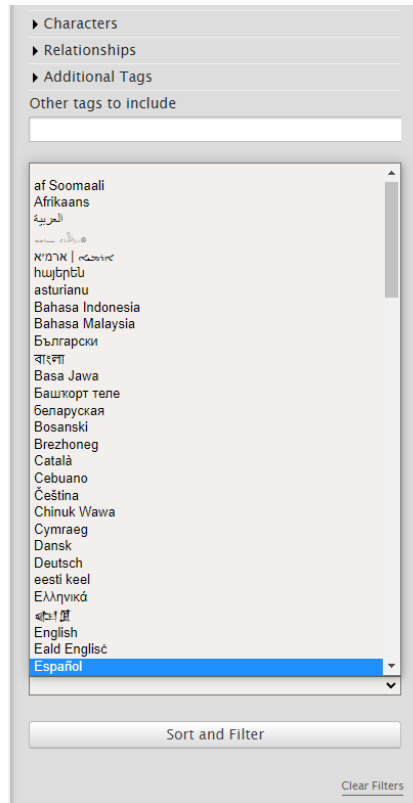 Characters
Relationships
Additional Tags
Other tags to include
af Soomaali
Afrikaans
العربية
ܐܪܡܝܐ | ארמיא
հայերեն
asturianu
Bahasa Indonesia
Bahasa Malaysia
Български
বাংলা
Basa Jawa
Башҡорт теле
беларуская
Bosanski
Brezhoneg
Català
Cebuano
Čeština
Chinuk Wawa
Cymraeg
Dansk
Deutsch
eesti keel
Ελληνικά
English
Eald Englisċ
Español
Sort and Filter
Clear Filters